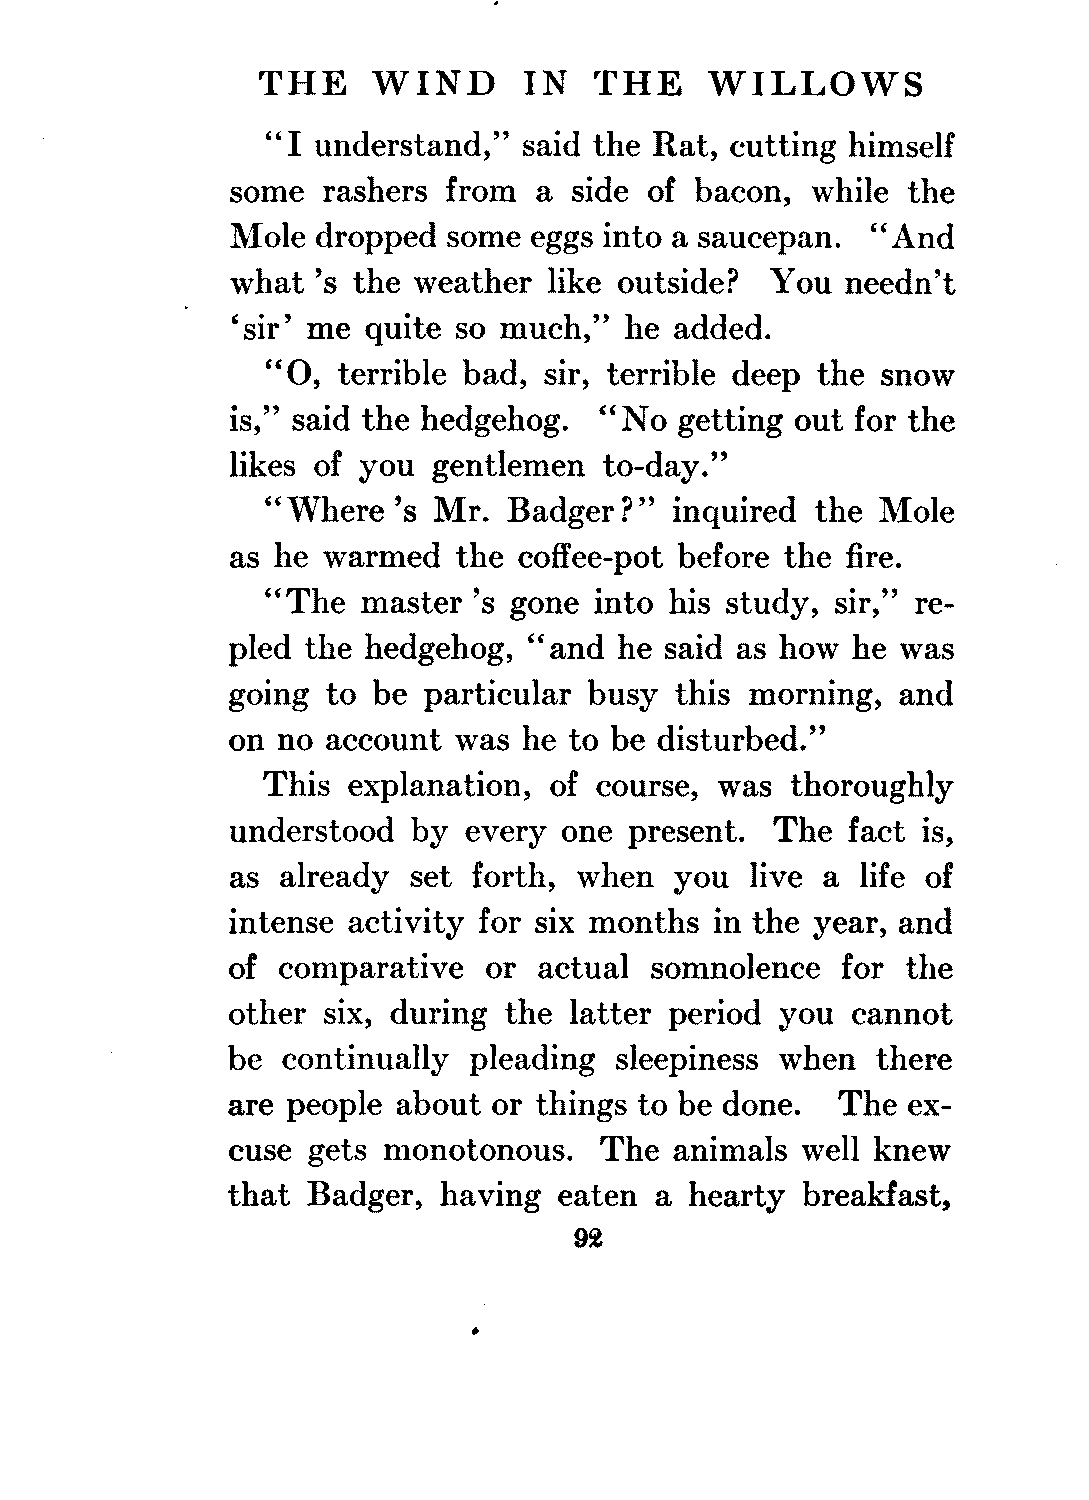 THE WIND IN THE WILLOWS
“I understand,” said the Rat, cutting himself
some rashers from a side of bacon, while the
Mole dropped some eggs into a saucepan. “And
what ’s the weather like outside? You needn’t
‘sir’ me quite so much,” he added.
“O, terrible bad, sir, terrible deep the snow
is,” said the hedgehog. “No getting out for the
likes of you gentlemen to-day.”
“Where ’s Mr. Badger?” inquired the Mole
as he warmed the coffee-pot before the fire.
“The master ’s gone into his study, sir,” re-
pled the hedgehog, “and he said as how he was
going to be particular busy this morning, and
on no account was he to be disturbed.”
This explanation, of course, was thoroughly
understood by every one present. The fact is,
as already set forth, when you live a life of
intense activity for six months in the year, and
of comparative or actual somnolence for the
other six, during the latter period you cannot
be continually pleading sleepiness when there
are people about or things to be done. The ex-
cuse gets monotonous. The animals well knew
that Badger, having eaten a hearty breakfast,
92